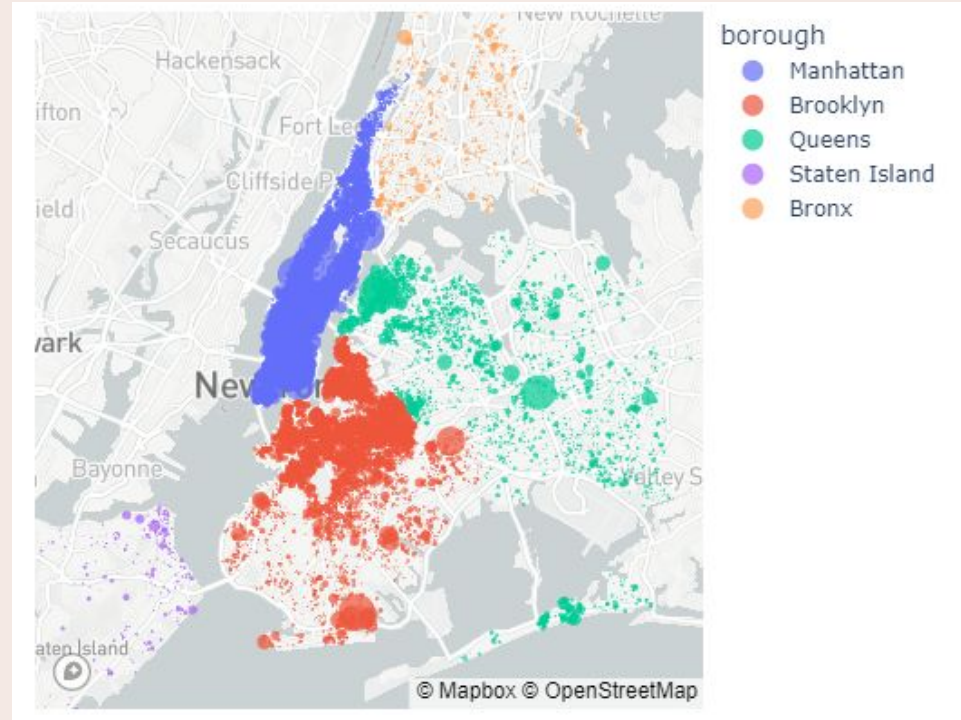 New Rochelle
Hackensack
ifton
Fort Lee
Cliffside P
ield
Secaucus
vark
New
Bayonne
Valley S
aten Island
© Mapbox © OpenStreetMap
borough
Manhattan
Brooklyn
Queens
Staten Island
Bronx